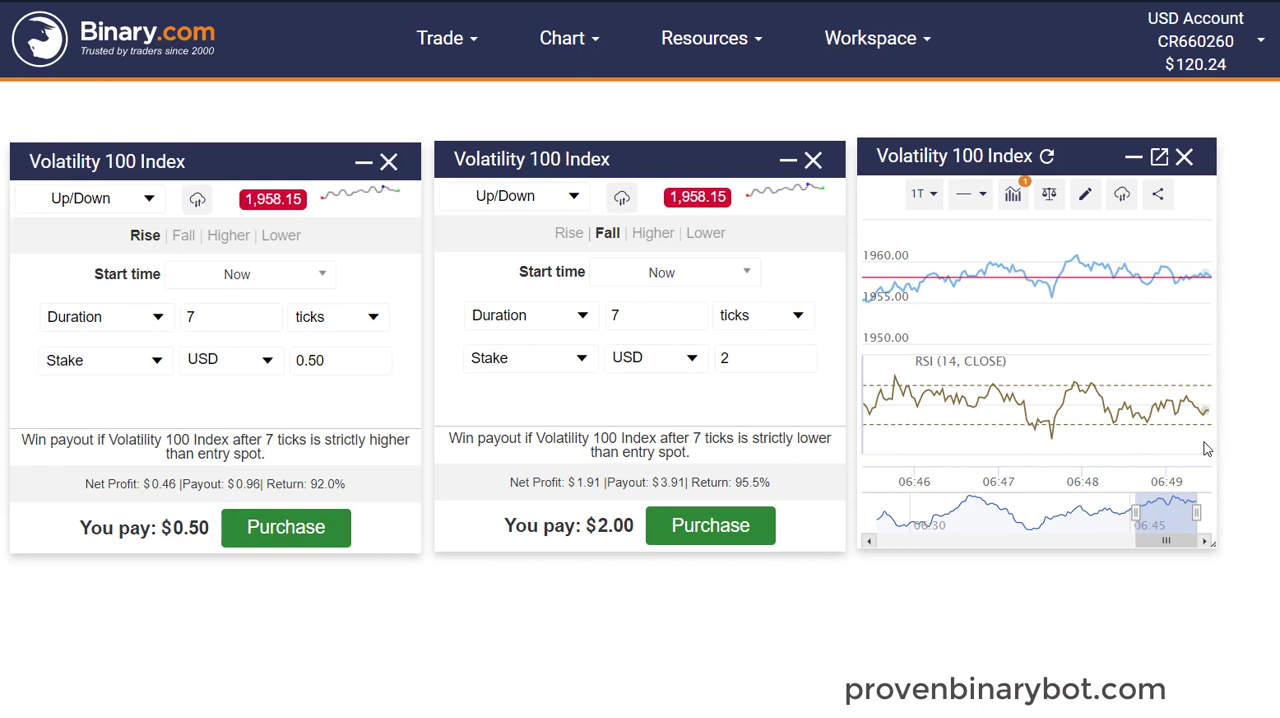 Binary.com
Trusted by traders since 2000
Trade
Chart
Resources
Workspace
USD Account
CR660260
$120.24
Volatility 100 Index
Up/Down
1,958.15
Rise | Fall | Higher | Lower
Start time
Now
Duration
7
ticks
Stake
USD
0.50
Win payout if Volatility 100 Index after 7 ticks is strictly higher
than entry spot.
Net Profit: $0.46 |Payout: $0.96| Return: 92.0%
You pay: $0.50
Purchase
Volatility 100 Index
Up/Down
1,958.15
Rise | Fall | Higher | Lower
Start time
Now
Duration
7
ticks
Stake
USD
2
Win payout if Volatility 100 Index after 7 ticks is strictly lower
than entry spot.
Net Profit: $1.91 |Payout: $3.91| Return: 95.5%
You pay: $2.00
Purchase
Volatility 100 Index
1T
1
1960.00
1955.00
1950.00
RSI (14, CLOSE)
06:46
06:47
06:48
06:49
06:30
06:45
provenbinarybot.com